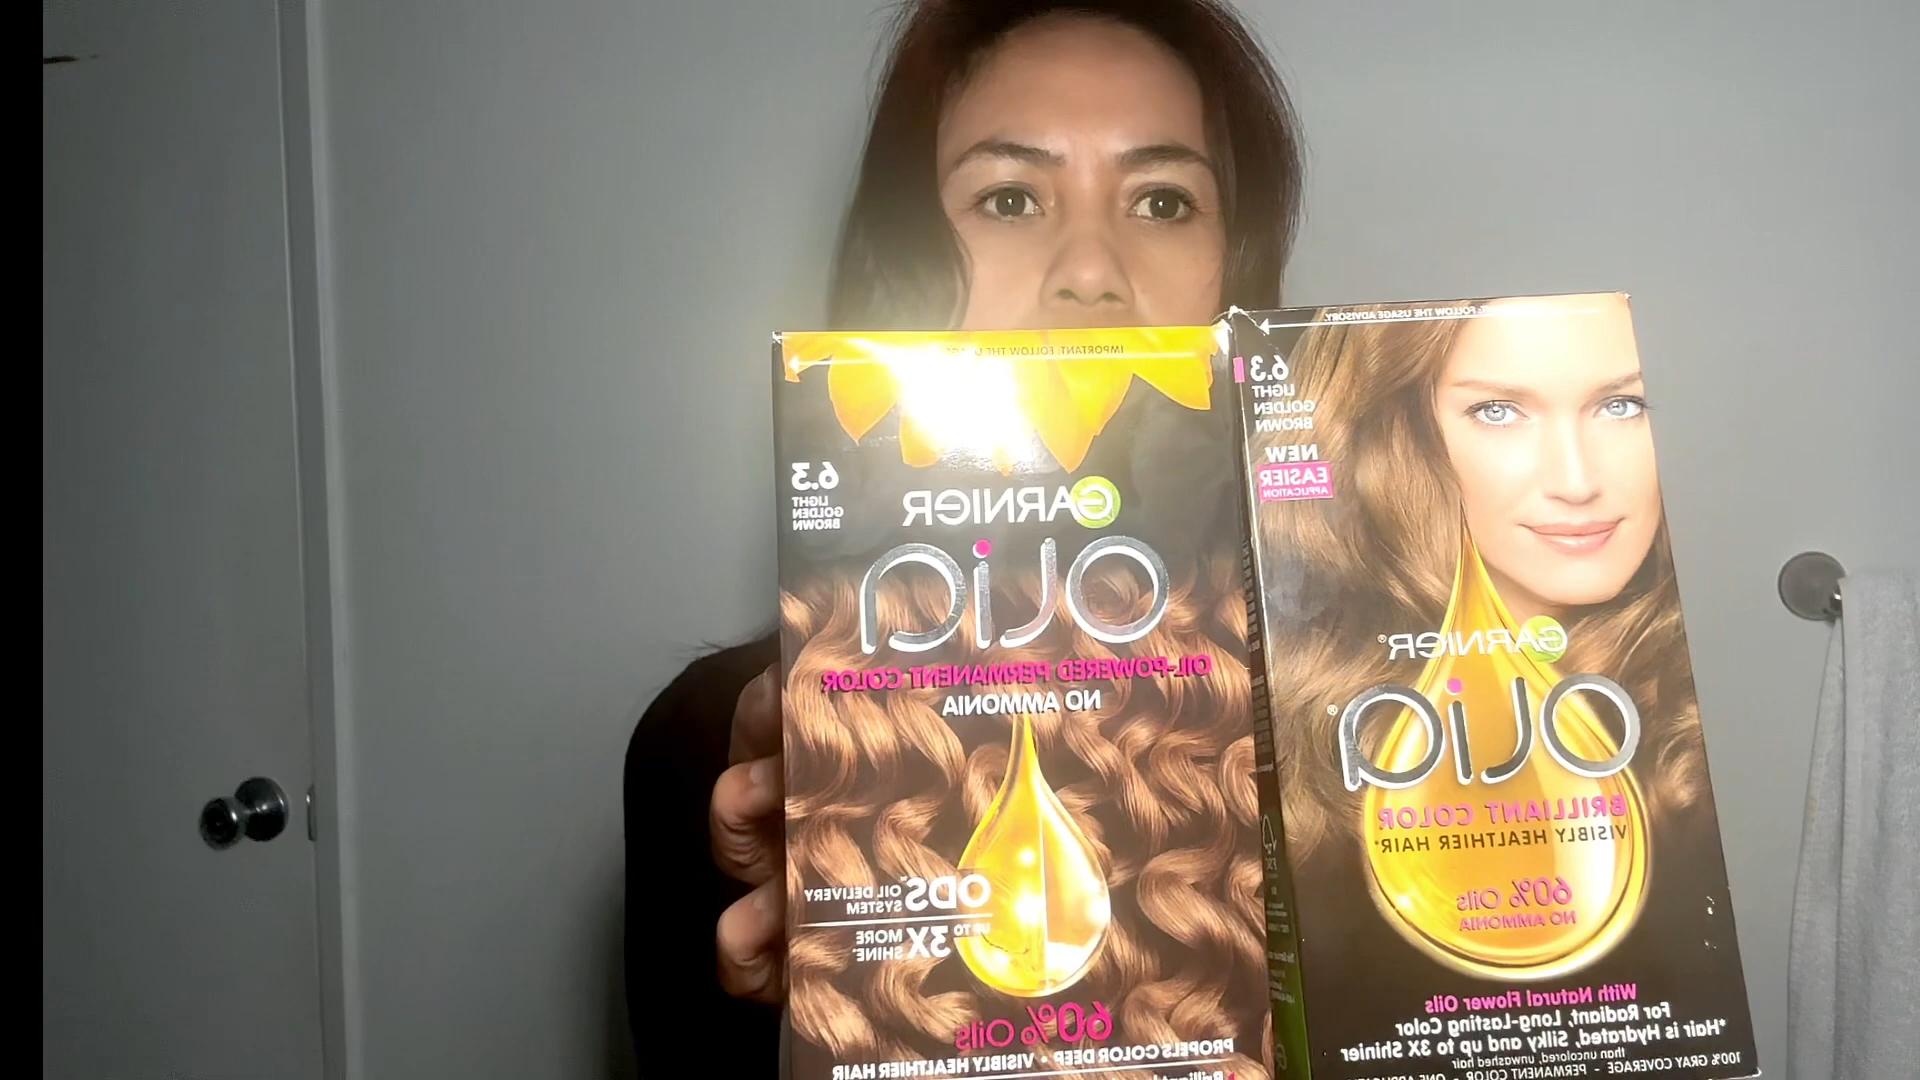 IMPORTANT: FOLLOW THE
6.3
LIGHT
GOLDEN
BROWN
GARNIER
OLIA
OIL-POWERED PERMANENT COLOR
NO AMMONIA
ODS™ OIL DELIVERY
SYSTEM
UP TO 3X MORE
SHINE*
60% Oils
PROPELS COLOR DEEP • VISIBLY HEALTHIER HAIR
FOLLOW THE USAGE ADVISORY.
6.3
LIGHT
GOLDEN
BROWN
NEW
EASIER
APPLICATION
GARNIER®
OLIA®
BRILLIANT COLOR
VISIBLY HEALTHIER HAIR*
60% Oils
NO AMMONIA
With Natural Flower Oils
For Radiant, Long-Lasting Color
*Hair is Hydrated, Silky and up to 3X Shinier
than uncolored, unwashed hair
100% GRAY COVERAGE - PERMANENT COLOR - ONE